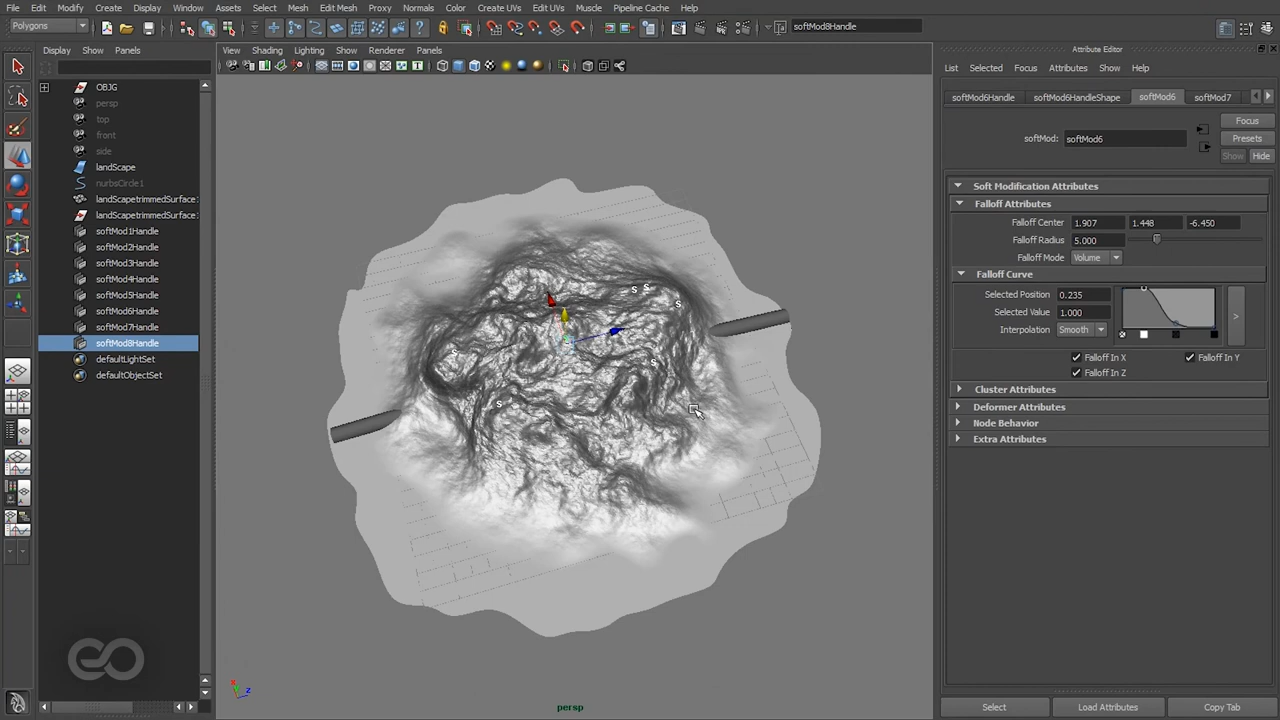 File Edit Modify Create Display Window Assets Select Mesh Edit Mesh Proxy Normals Color Create UVs Edit UVs Muscle Pipeline Cache Help
Polygons
softMod8Handle
Display Show Panels
View Shading Lighting Show Renderer Panels
OBJG
persp
top
front
side
landScape
nurbsCircle1
landScapetrimmedSurface:
landScapetrimmedSurface:
softMod1Handle
softMod2Handle
softMod3Handle
softMod4Handle
softMod5Handle
softMod6Handle
softMod7Handle
softMod8Handle
defaultLightSet
defaultObjectSet
S S
S
S
S
S
persp
x
y
z
Attribute Editor
List Selected Focus Attributes Show Help
softMod6Handle softMod6HandleShape softMod6 softMod7
Focus
softMod: softMod6 Presets
Show Hide
Soft Modification Attributes
Falloff Attributes
Falloff Center 1.907 1.448 -6.450
Falloff Radius 5.000
Falloff Mode Volume
Falloff Curve
Selected Position 0.235
Selected Value 1.000
Interpolation Smooth
>
Falloff In X Falloff In Y
Falloff In Z
Cluster Attributes
Deformer Attributes
Node Behavior
Extra Attributes
Select Load Attributes Copy Tab